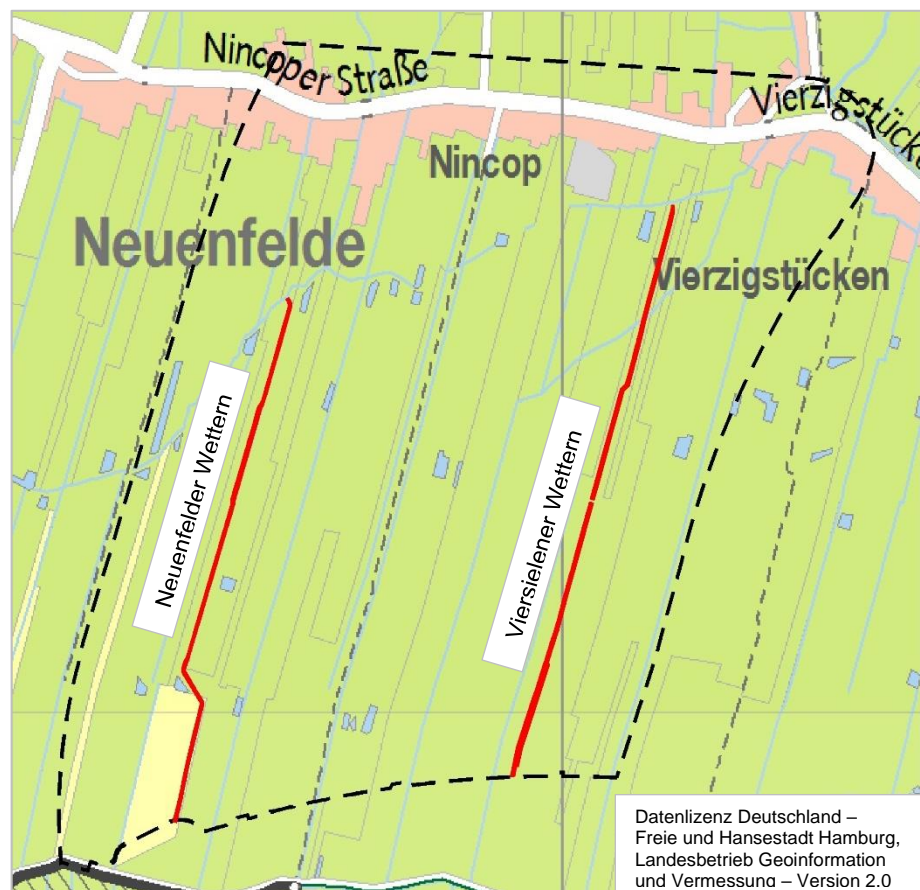 Nincoper Straße
Vierzigstücken
Nincop
Neuenfelde
Vierzigstücken
Neuenfelder Wettern
Viersielener Wettern
Datenlizenz Deutschland –
Freie und Hansestadt Hamburg,
Landesbetrieb Geoinformation
und Vermessung – Version 2.0